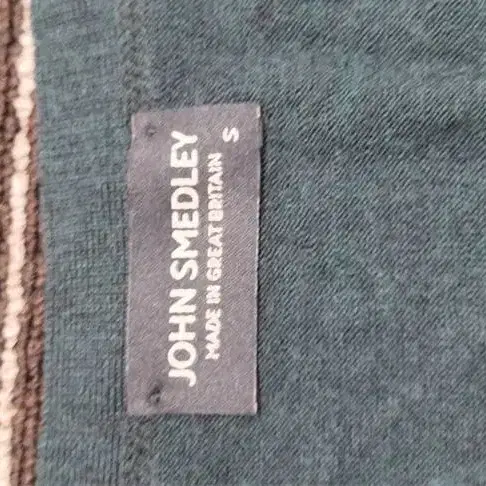 JOHN SMEDLEY
MADE IN GREAT BRITAIN
S